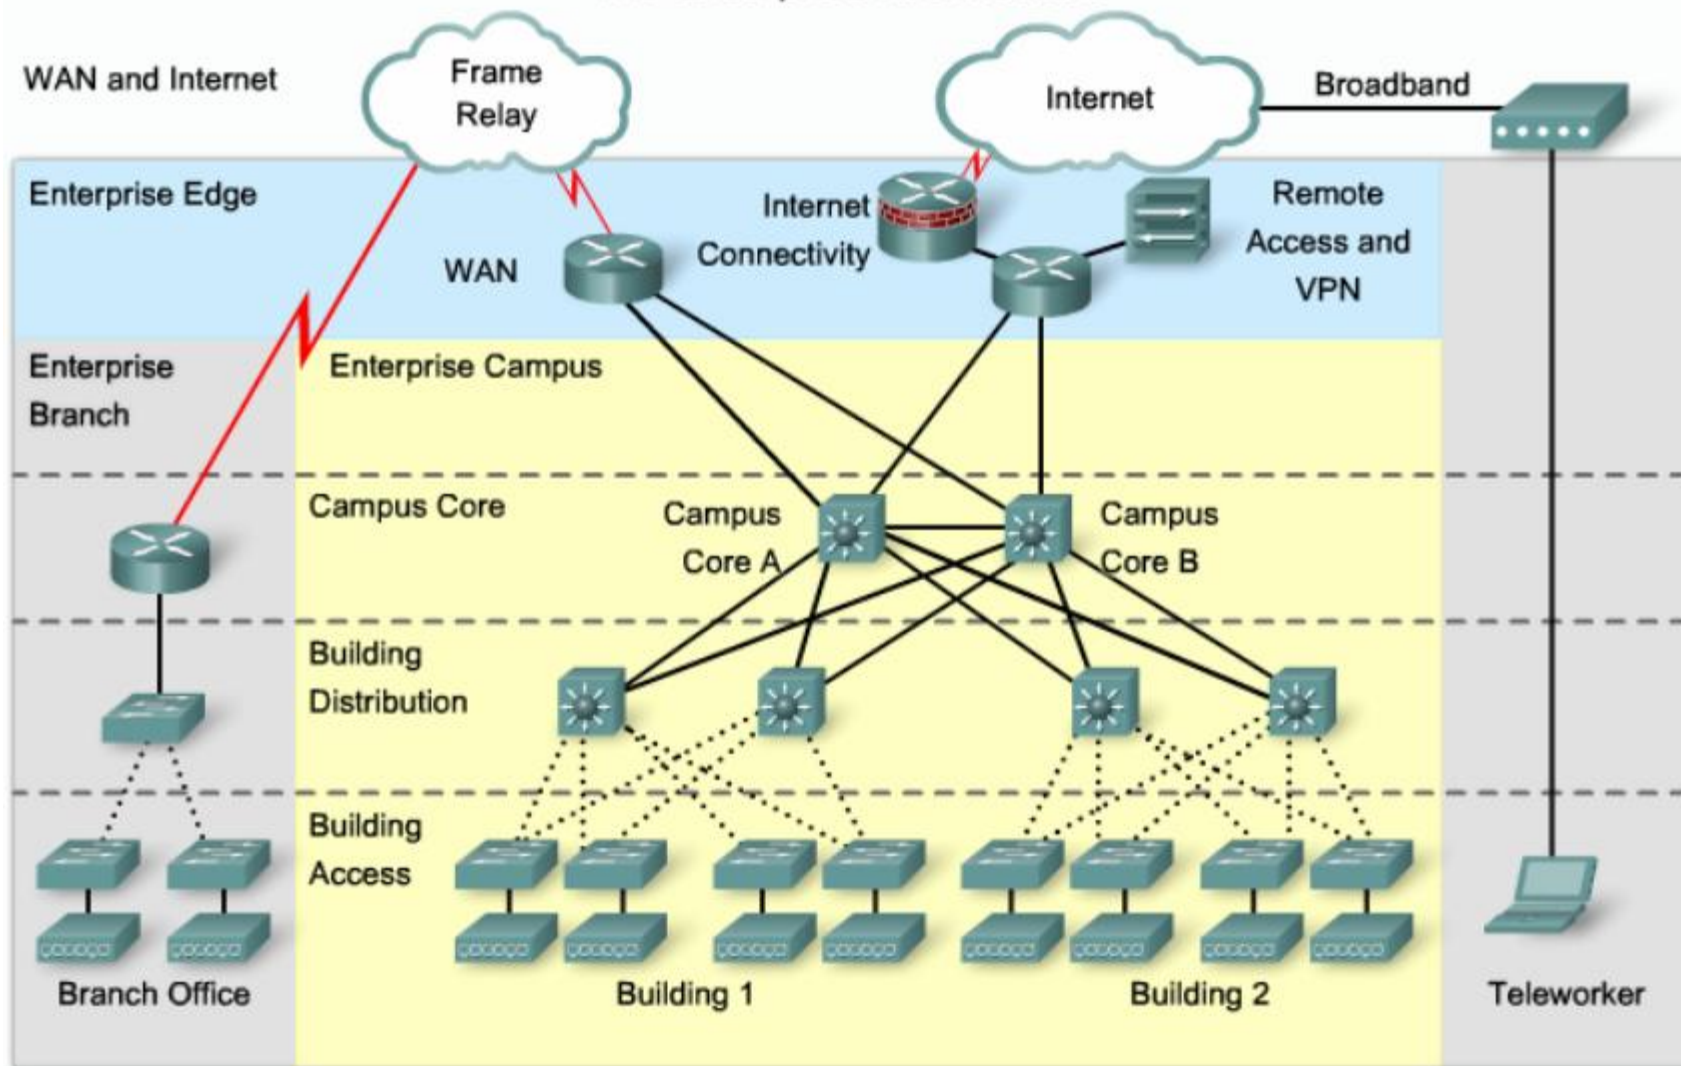 WAN and Internet
Frame
Relay
Internet
Broadband
Enterprise Edge
WAN
Internet
Connectivity
Remote
Access and
VPN
Enterprise
Branch
Enterprise Campus
Campus Core
Campus
Core A
Campus
Core B
Building
Distribution
Building
Access
Branch Office
Building 1
Building 2
Teleworker